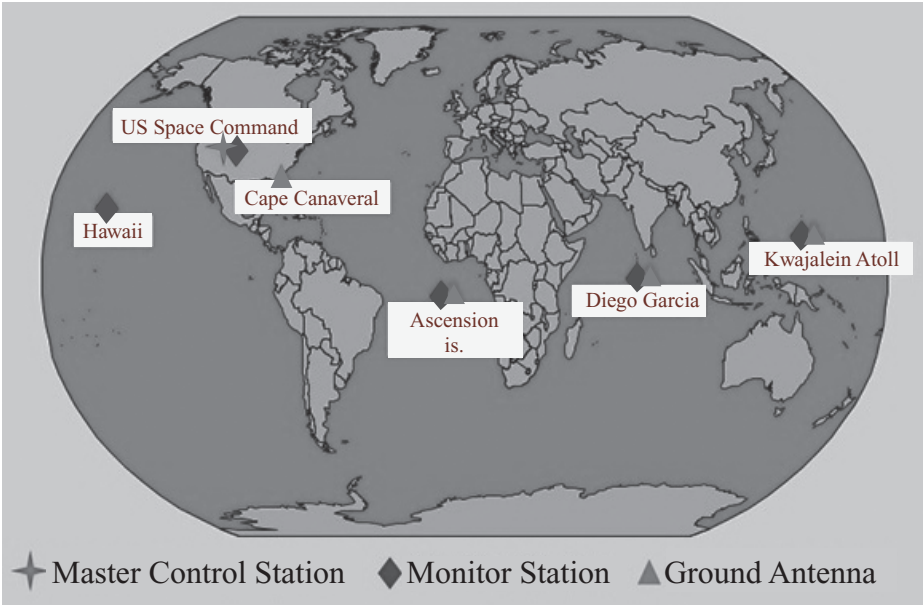 US Space Command
Cape Canaveral
Hawaii
Kwajalein Atoll
Diego Garcia
Ascension
is.
Master Control Station
Monitor Station
Ground Antenna